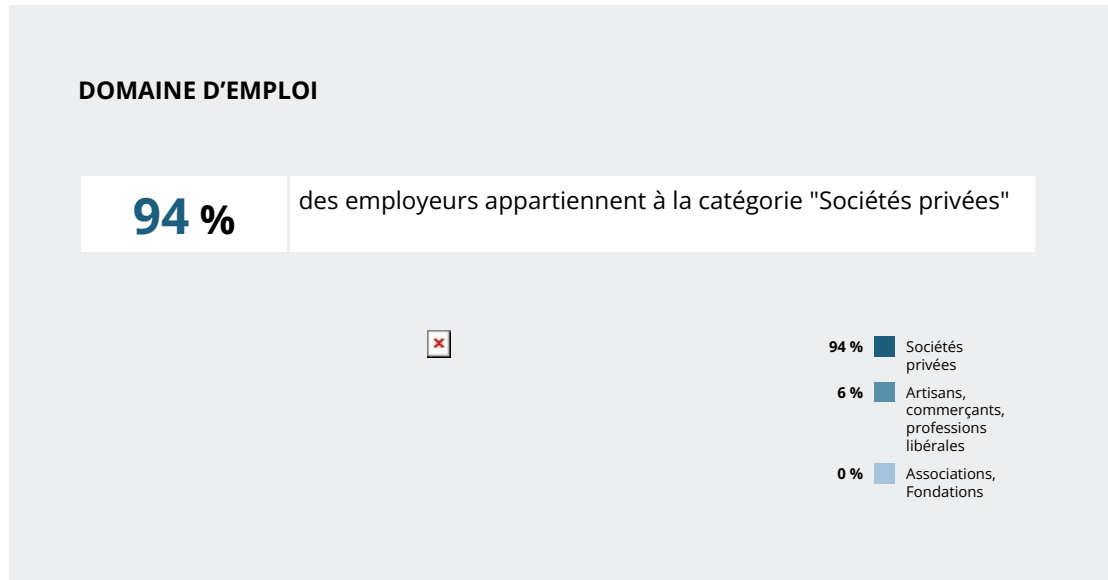 DOMAINE D'EMPLOI
94 %
des employeurs appartiennent à la catégorie "Sociétés privées"
94 %
Sociétés
privées
6 %
Artisans,
commerçants,
professions
libérales
0 %
Associations,
Fondations